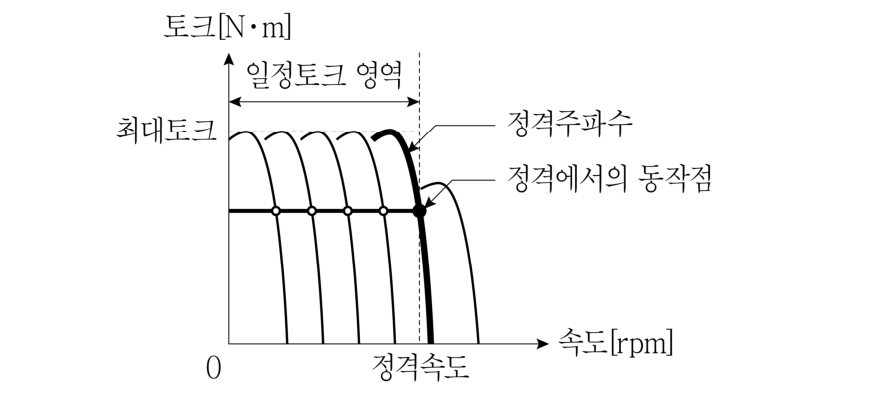 토크[N·m]
일정토크 영역
최대토크
정격주파수
정격에서의 동작점
속도[rpm]
0
정격속도